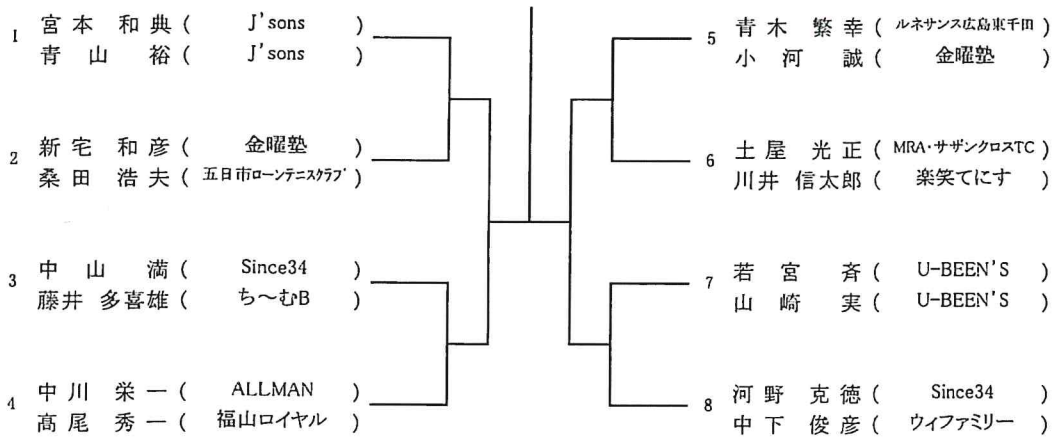 1 宮本 和典 ( J'sons )
青山 裕 ( J'sons )
2 新宅 和彦 ( 金曜塾 )
桑田 浩夫 ( 五日市ローンテニスクラブ )
3 中山 満 ( Since34 )
藤井 多喜雄 ( ち〜むB )
4 中川 栄一 ( ALLMAN )
髙尾 秀一 ( 福山ロイヤル )
5 青木 繁幸 ( ルネサンス広島東千田 )
小河 誠 ( 金曜塾 )
6 土屋 光正 ( MRA・サザンクロスTC )
川井 信太郎 ( 楽笑てにす )
7 若宮 斉 ( U-BEEN'S )
山崎 実 ( U-BEEN'S )
8 河野 克徳 ( Since34 )
中下 俊彦 ( ウィファミリー )